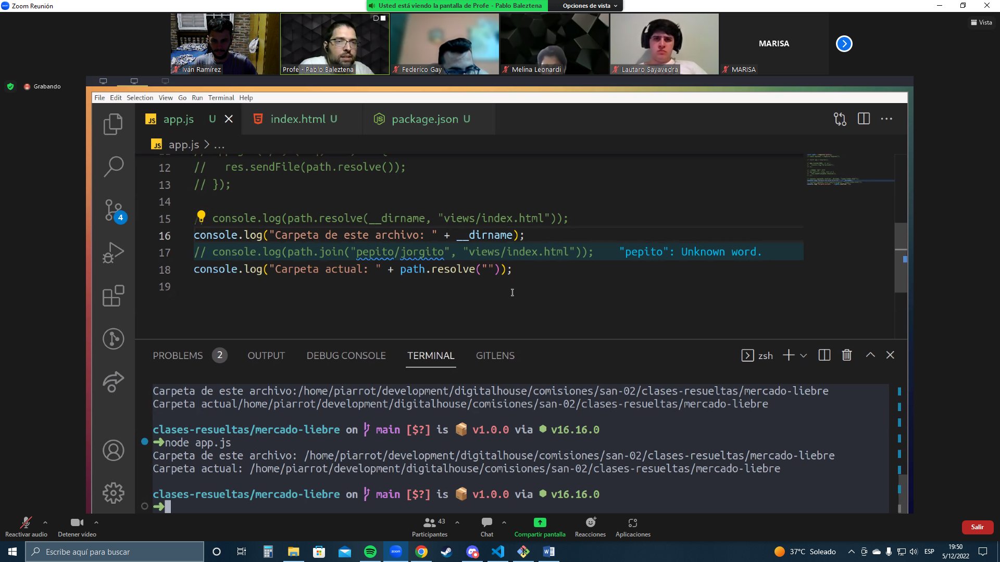 Zoom Reunión
Usted está viendo la pantalla de Profe - Pablo Baleztena
Opciones de vista
Vista
Iván Ramírez
Profe - Pablo Baleztena
Federico Gay
Melina Leonardi
Lautaro Sayavedra
MARISA
MARISA
Grabando
File Edit Selection View Go Run Terminal Help
JS app.js U
index.html U
package.json U
JS app.js > ...
12 //   res.sendFile(path.resolve());
13 // });
14
15 // console.log(path.resolve(__dirname, "views/index.html"));
16 console.log("Carpeta de este archivo: " + __dirname);
17 // console.log(path.join("pepito/jorgito", "views/index.html")); "pepito": Unknown word.
18 console.log("Carpeta actual: " + path.resolve(""));
19
4
PROBLEMS 2 OUTPUT DEBUG CONSOLE TERMINAL GITLENS
zsh
Carpeta de este archivo:/home/piarrot/development/digitalhouse/comisiones/san-02/clases-resueltas/mercado-liebre
Carpeta actual/home/piarrot/development/digitalhouse/comisiones/san-02/clases-resueltas/mercado-liebre
clases-resueltas/mercado-liebre on main [$?] is v1.0.0 via v16.16.0
➜node app.js
Carpeta de este archivo: /home/piarrot/development/digitalhouse/comisiones/san-02/clases-resueltas/mercado-liebre
Carpeta actual: /home/piarrot/development/digitalhouse/comisiones/san-02/clases-resueltas/mercado-liebre
clases-resueltas/mercado-liebre on main [$?] is v1.0.0 via v16.16.0
➜
Reactivar audio
Detener vídeo
43
Participantes
Chat
Compartir pantalla
Reacciones
Aplicaciones
Salir
Escribe aquí para buscar
zoom
37°C Soleado
ESP
19:50
5/12/2022